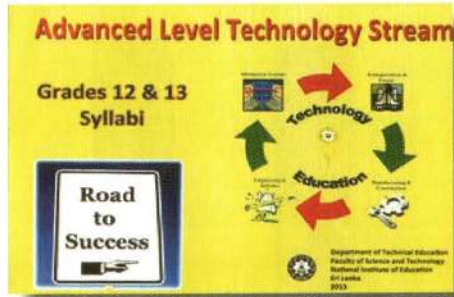 Advanced Level Technology Stream
Grades 12 & 13
Syllabi
Technology
Education
Road
to
Success
Department of Technical Education
Faculty of Science and Technology
National Institute of Education
Sri Lanka
2013